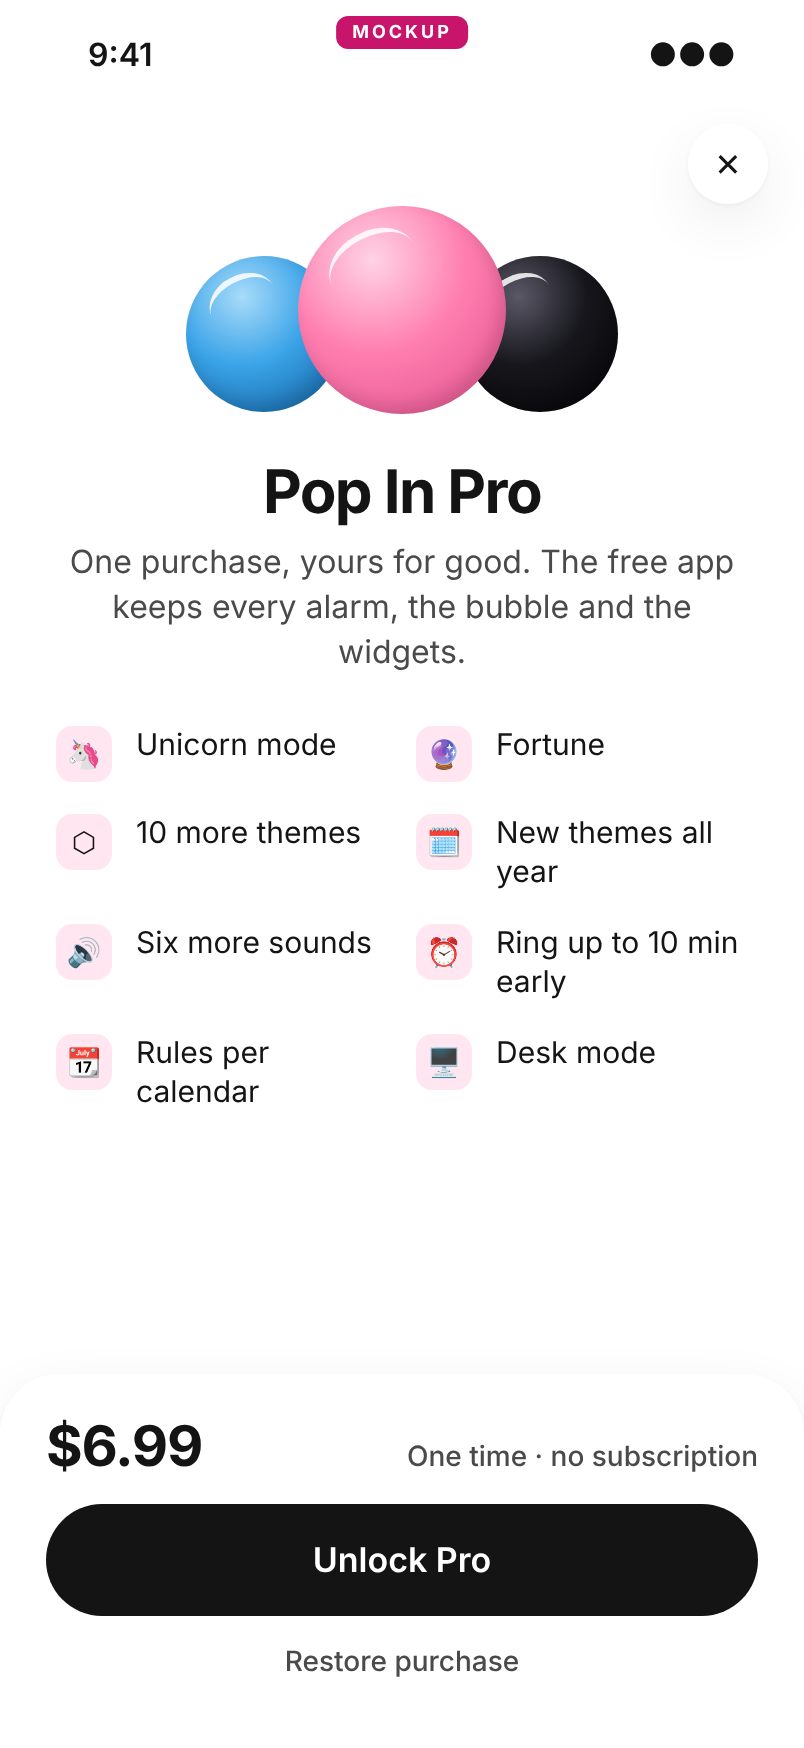 MOCKUP
9:41
Pop In Pro
One purchase, yours for good. The free app
keeps every alarm, the bubble and the
widgets.
Unicorn mode
Fortune
10 more themes
New themes all
year
Six more sounds
Ring up to 10 min
early
July
17
Rules per
calendar
Desk mode
$6.99
One time · no subscription
Unlock Pro
Restore purchase